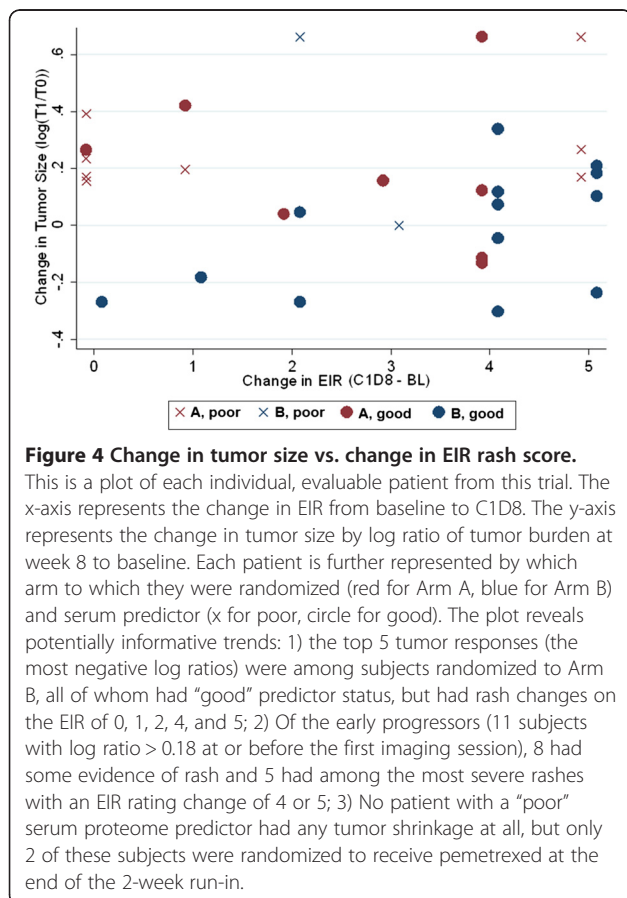 .6
.4
.2
0
-.2
-.4
Change in Tumor Size (log(T1/T0))
0 1 2 3 4 5
Change in EIR (C1D8 - BL)
× A, poor × B, poor ● A, good ● B, good
Figure 4 Change in tumor size vs. change in EIR rash score.
This is a plot of each individual, evaluable patient from this trial. The
x-axis represents the change in EIR from baseline to C1D8. The y-axis
represents the change in tumor size by log ratio of tumor burden at
week 8 to baseline. Each patient is further represented by which
arm to which they were randomized (red for Arm A, blue for Arm B)
and serum predictor (x for poor, circle for good). The plot reveals
potentially informative trends: 1) the top 5 tumor responses (the
most negative log ratios) were among subjects randomized to Arm
B, all of whom had “good” predictor status, but had rash changes on
the EIR of 0, 1, 2, 4, and 5; 2) Of the early progressors (11 subjects
with log ratio > 0.18 at or before the first imaging session), 8 had
some evidence of rash and 5 had among the most severe rashes
with an EIR rating change of 4 or 5; 3) No patient with a “poor”
serum proteome predictor had any tumor shrinkage at all, but only
2 of these subjects were randomized to receive pemetrexed at the
end of the 2-week run-in.